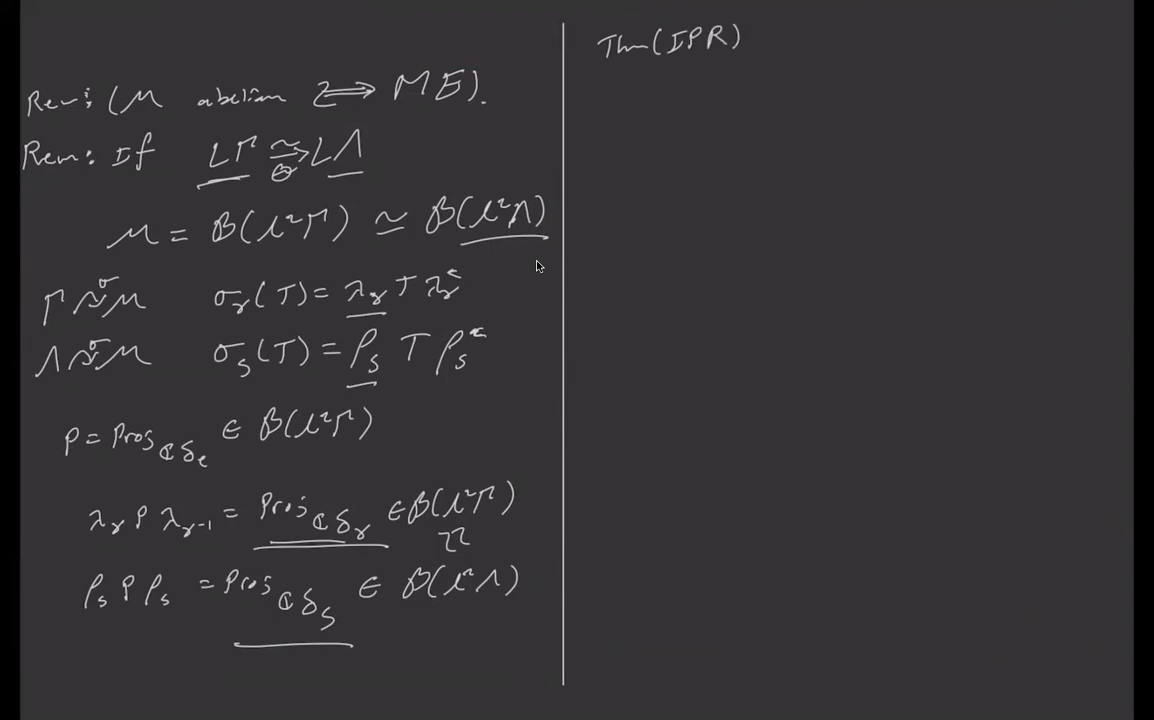 Rem: (M abelian ⟺ ME).
Rem: If LΓ ≃_θ LΛ
M = B(ℓ²Γ) ≃ B(ℓ²Λ)
Γ ↷^σ M σ_γ(T) = λ_γ T λ_γ*
Λ ↷^σ M σ_s(T) = ρ_s T ρ_s*
P = Proj_{ℂδ_e} ∈ B(ℓ²Γ)
λ_γ P λ_{γ-1} = Proj_{ℂδ_γ} ∈ B(ℓ²Γ)
≀≀
ρ_s P ρ_s = Proj_{ℂδ_s} ∈ B(ℓ²Λ)
Thm (IPR)